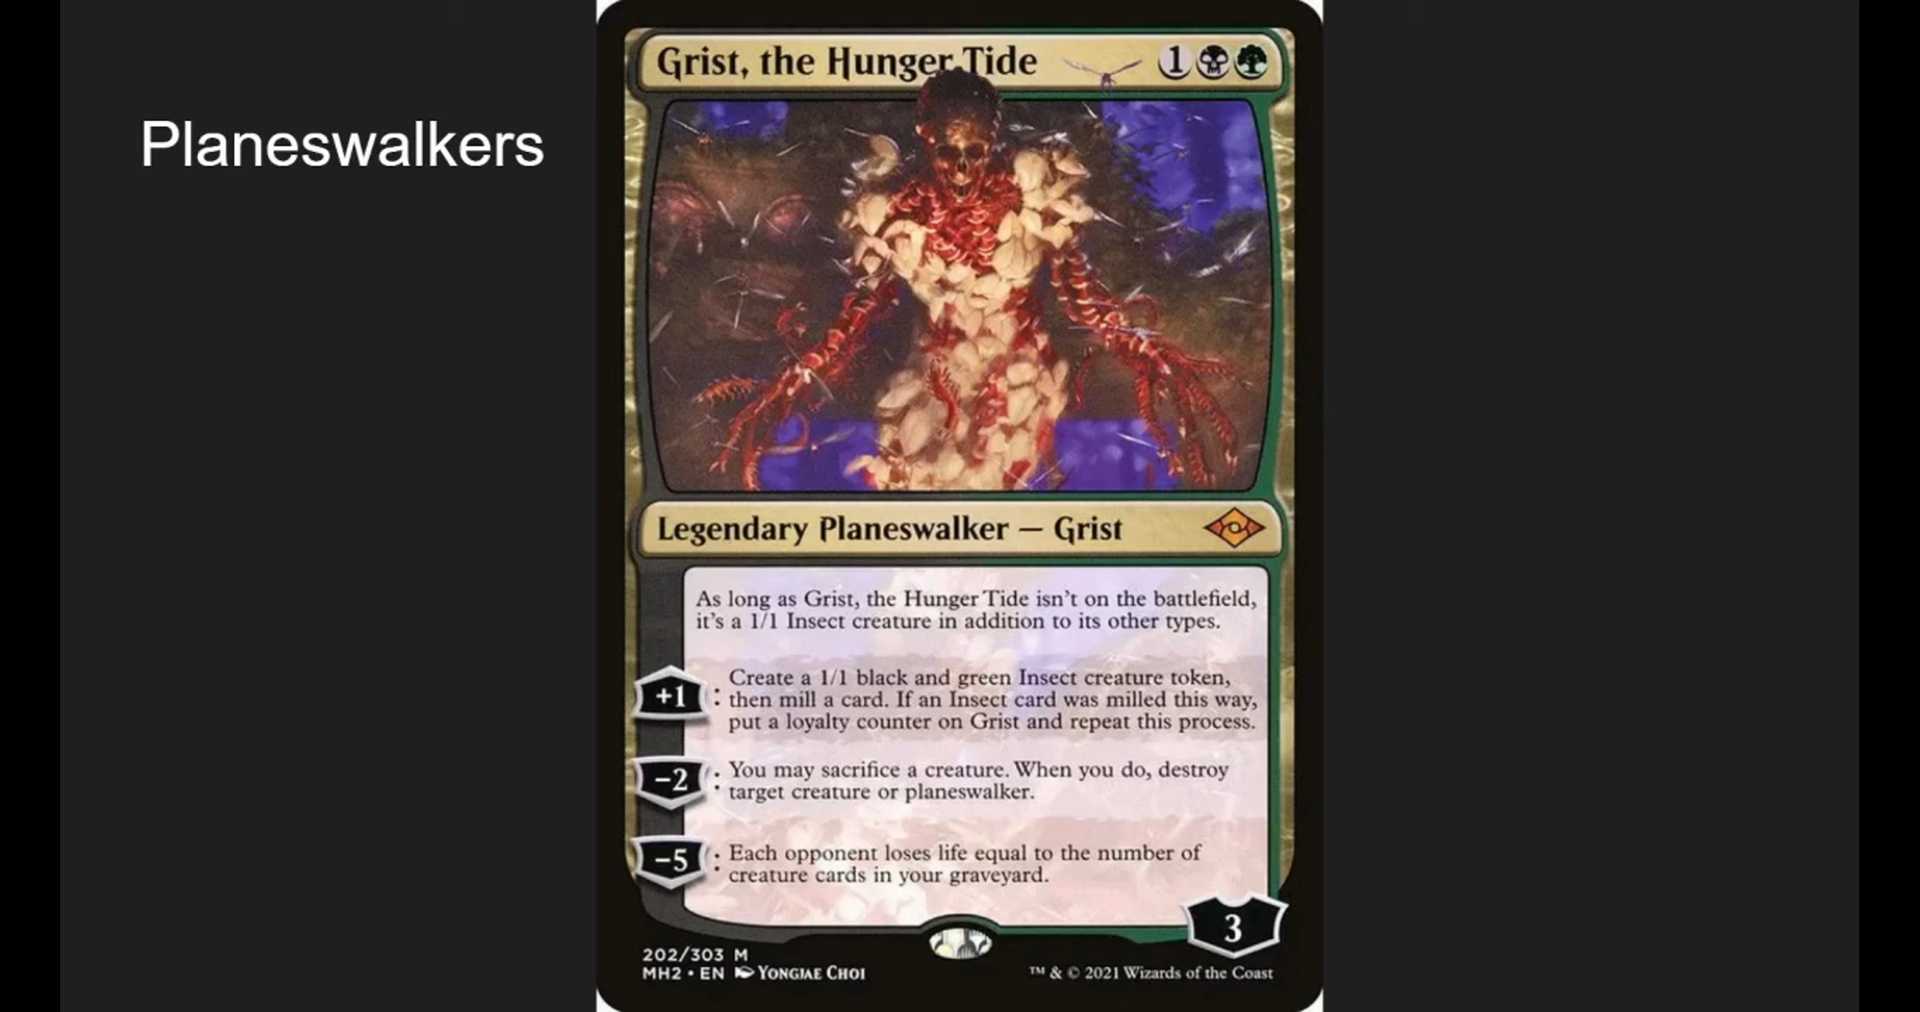 Planeswalkers
Grist, the Hunger Tide 1
Legendary Planeswalker — Grist
As long as Grist, the Hunger Tide isn't on the battlefield,
it's a 1/1 Insect creature in addition to its other types.
+1 : Create a 1/1 black and green Insect creature token,
then mill a card. If an Insect card was milled this way,
put a loyalty counter on Grist and repeat this process.
−2 : You may sacrifice a creature. When you do, destroy
target creature or planeswalker.
−5 : Each opponent loses life equal to the number of
creature cards in your graveyard.
3
202/303 M
MH2 • EN Yongjae Choi
™ & © 2021 Wizards of the Coast